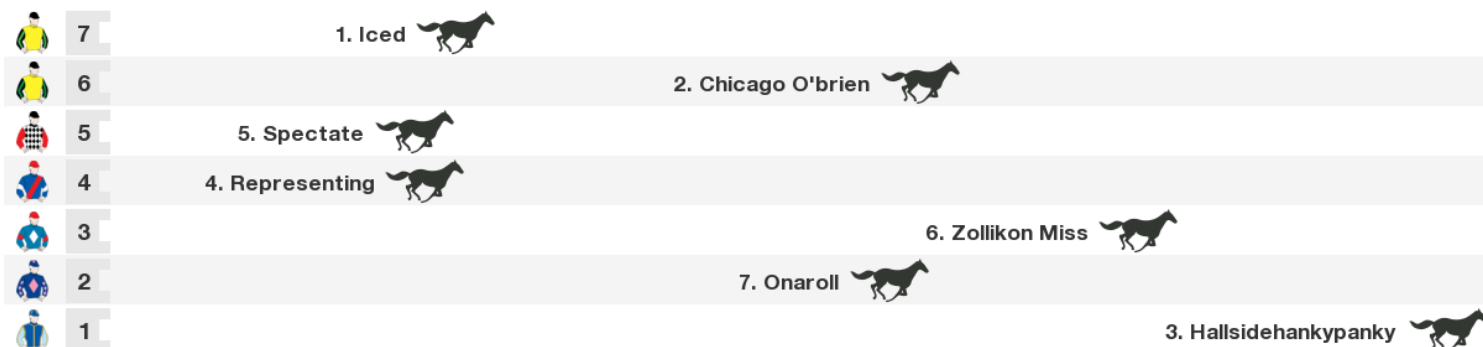 7 1. Iced
6 2. Chicago O'brien
5 5. Spectate
4 4. Representing
3 6. Zollikon Miss
2 7. Onaroll
1 3. Hallsidehankypanky